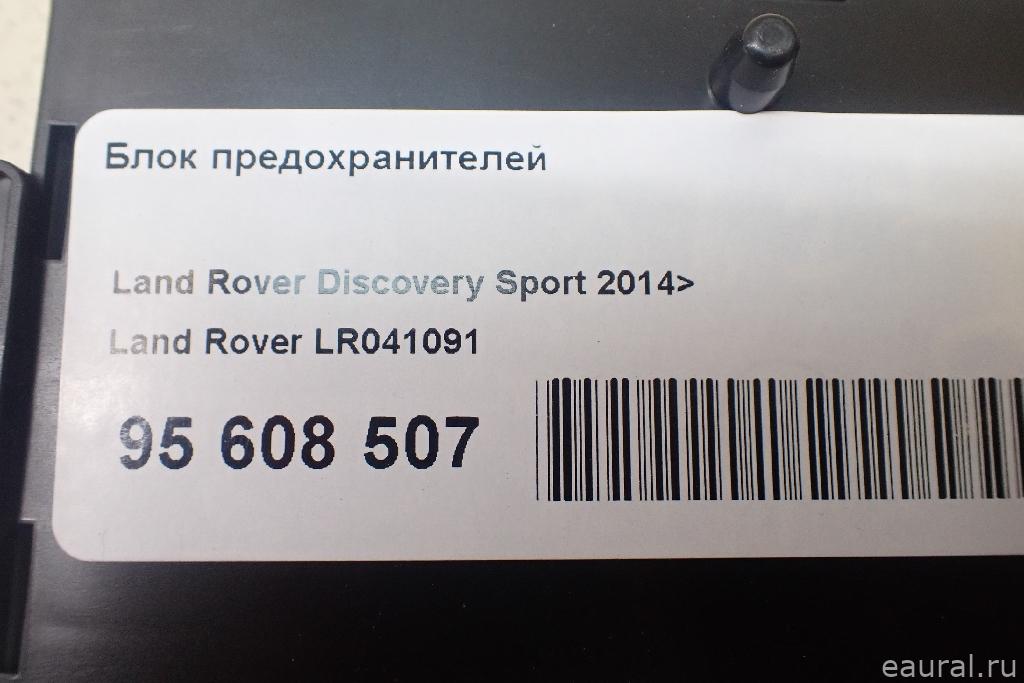 Блок предохранителей
Land Rover Discovery Sport 2014>
Land Rover LR041091
95 608 507
eaural.ru